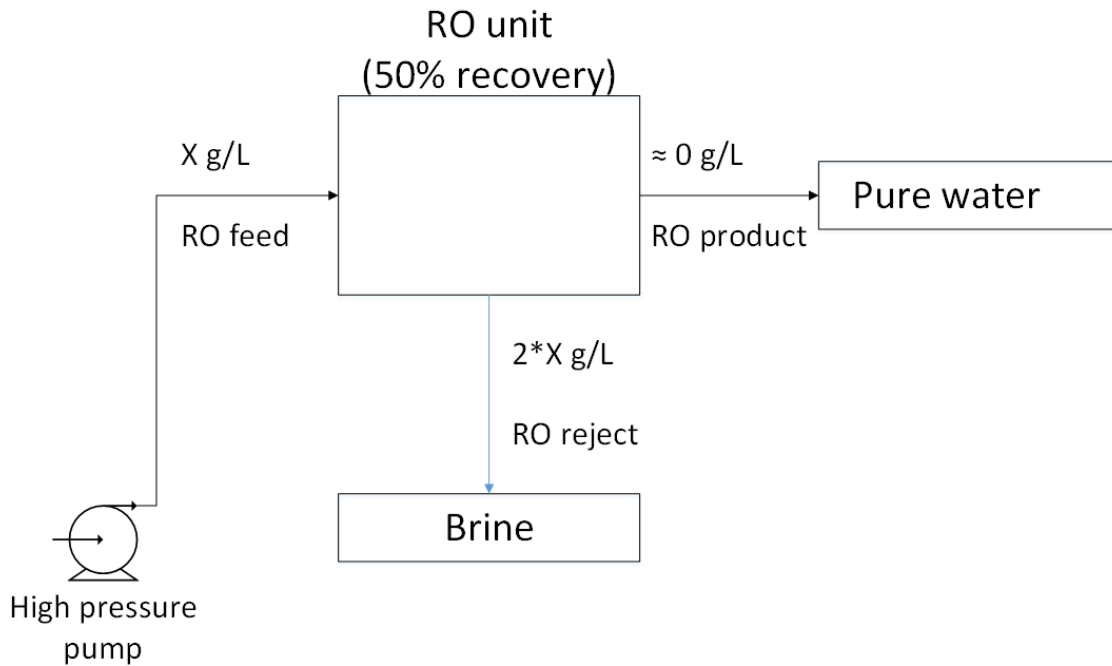 RO unit
(50% recovery)
X g/L
RO feed
≈ 0 g/L
RO product
Pure water
2*X g/L
RO reject
Brine
High pressure
pump